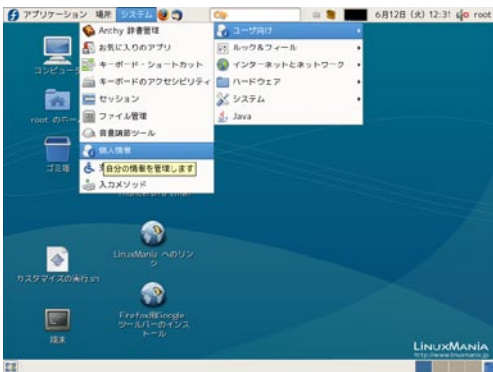 アプリケーション 場所 システム
6月12日 (火) 12:31 root
Anthy 辞書管理
お気に入りのアプリ
キーボード・ショートカット
キーボードのアクセシビリティ
セッション
ファイル管理
音量調節ツール
個人情報
自分の情報を管理します
入力メソッド
ユーザ向け
ルック&フィール
インターネットとネットワーク
ハードウェア
システム
Java
コンピュータ
root のホーム
ゴミ箱
LinuxMania へのリン
ク
カスタマイズの実行.sh
Firefox用Google
ツールバーのインス
トール
端末
LINUXMANIA
http://www.linuxmania.jp